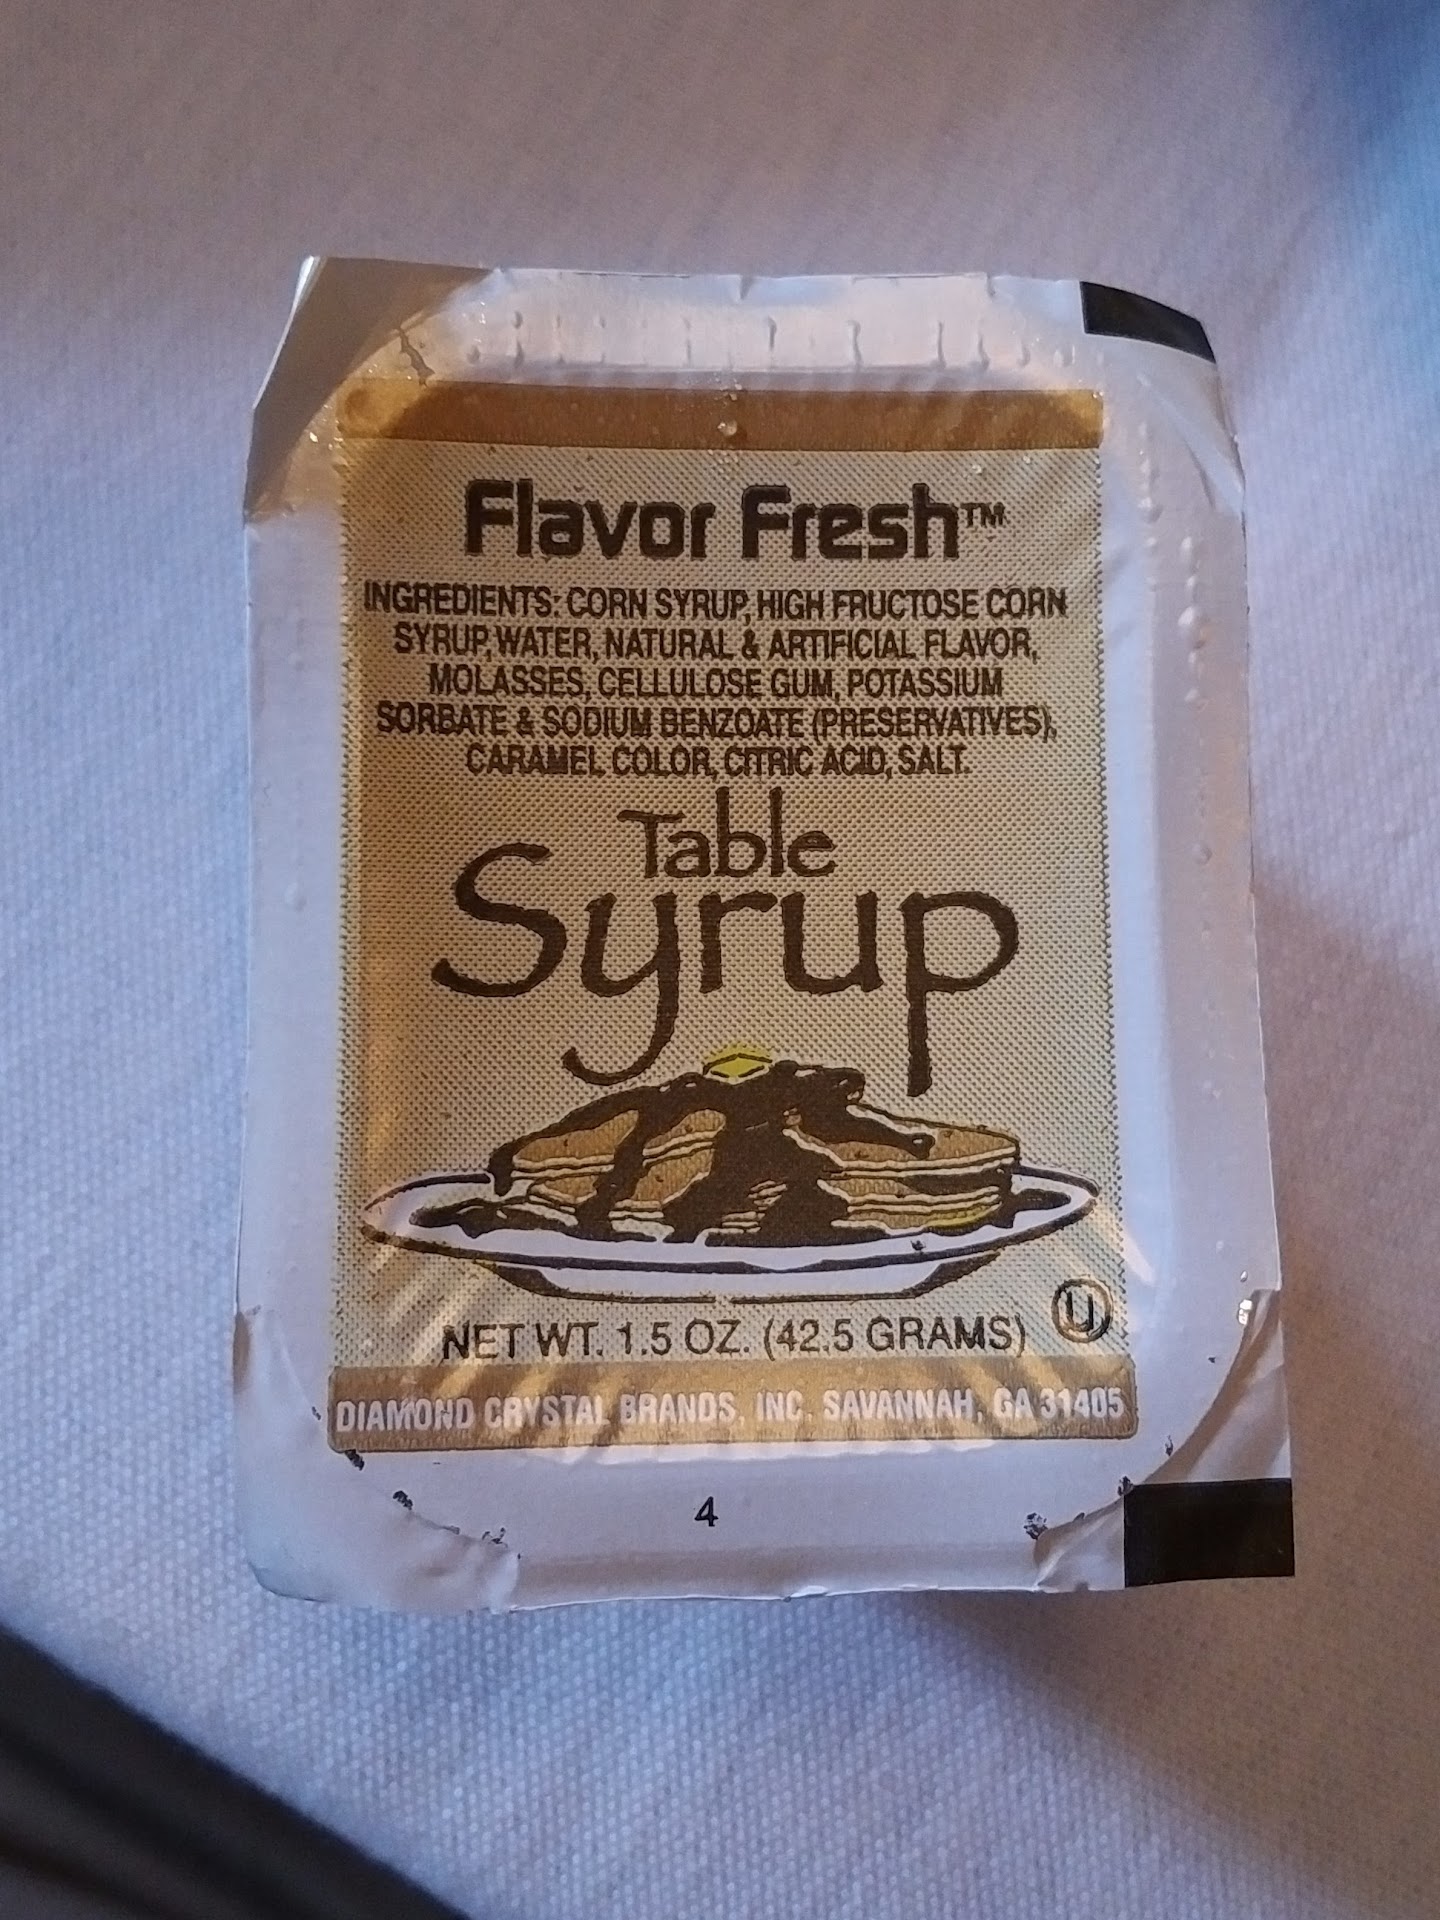 Flavor Fresh™
INGREDIENTS: CORN SYRUP, HIGH FRUCTOSE CORN
SYRUP, WATER, NATURAL & ARTIFICIAL FLAVOR,
MOLASSES, CELLULOSE GUM, POTASSIUM
SORBATE & SODIUM BENZOATE (PRESERVATIVES),
CARAMEL COLOR, CITRIC ACID, SALT.
Table
Syrup
NET WT. 1.5 OZ. (42.5 GRAMS)
U
DIAMOND CRYSTAL BRANDS, INC. SAVANNAH, GA 31405
4